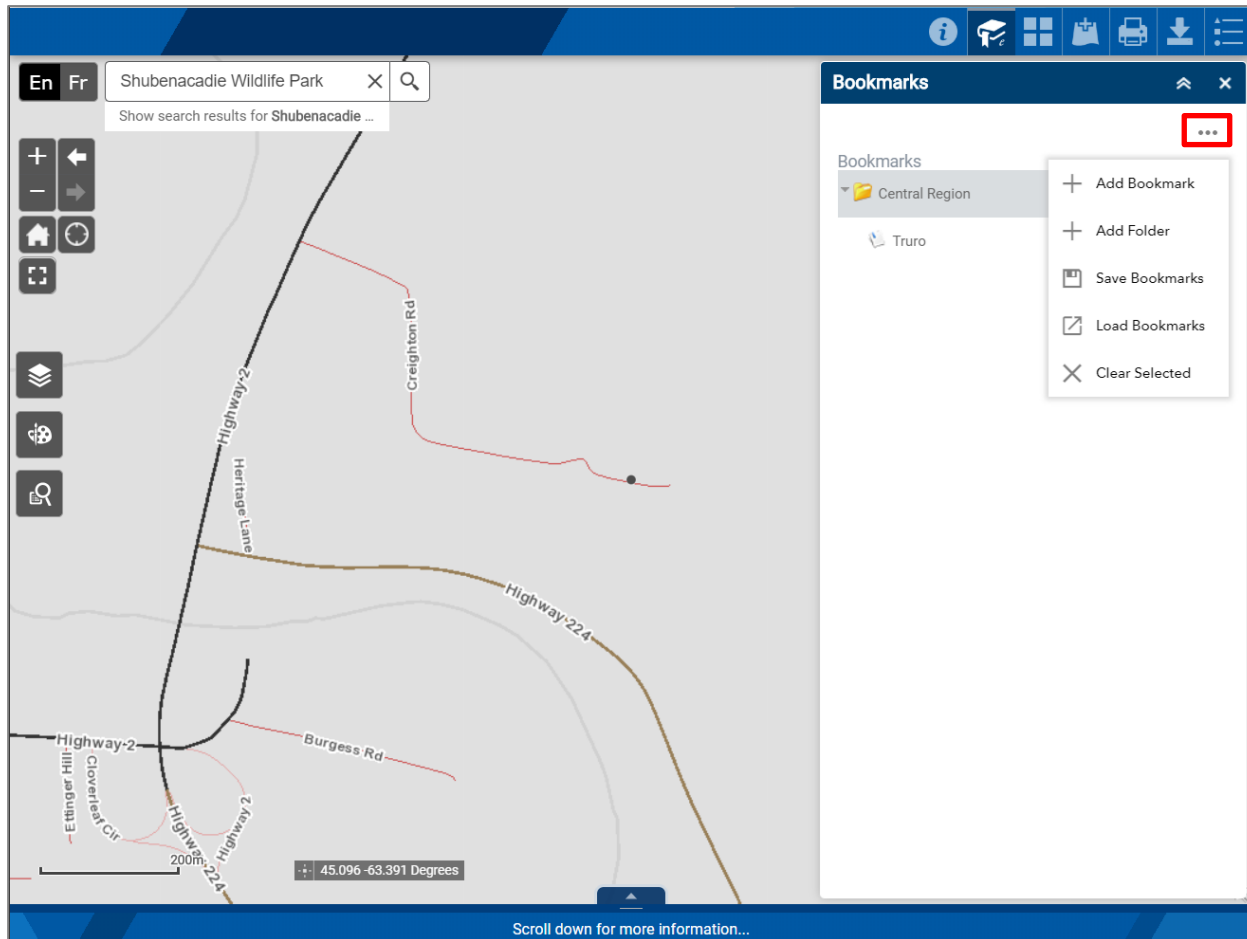 En Fr
Shubenacadie Wildlife Park
Show search results for Shubenacadie ...
Bookmarks
Bookmarks
Central Region
Truro
Add Bookmark
Add Folder
Save Bookmarks
Load Bookmarks
Clear Selected
Creighton Rd
Highway 2
Heritage Lane
Highway 224
Highway 2
Burgess Rd
Ettinger Hill
Cloverleaf Cir
Highway 224
Highway 2
200m
45.096 -63.391 Degrees
Scroll down for more information...